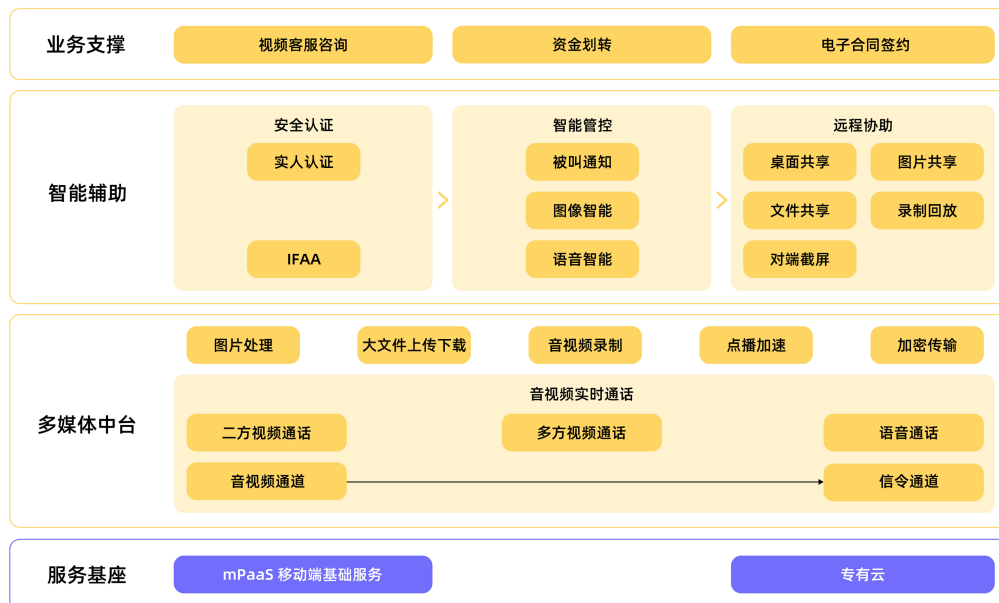 业务支撑
视频客服咨询
资金划转
电子合同签约
智能辅助
安全认证
实人认证
IFAA
智能管控
被叫通知
图像智能
语音智能
远程协助
桌面共享
图片共享
文件共享
录制回放
对端截屏
多媒体中台
图片处理
大文件上传下载
音视频录制
点播加速
加密传输
音视频实时通话
二方视频通话
多方视频通话
语音通话
音视频通道
信令通道
服务基座
mPaaS 移动端基础服务
专有云